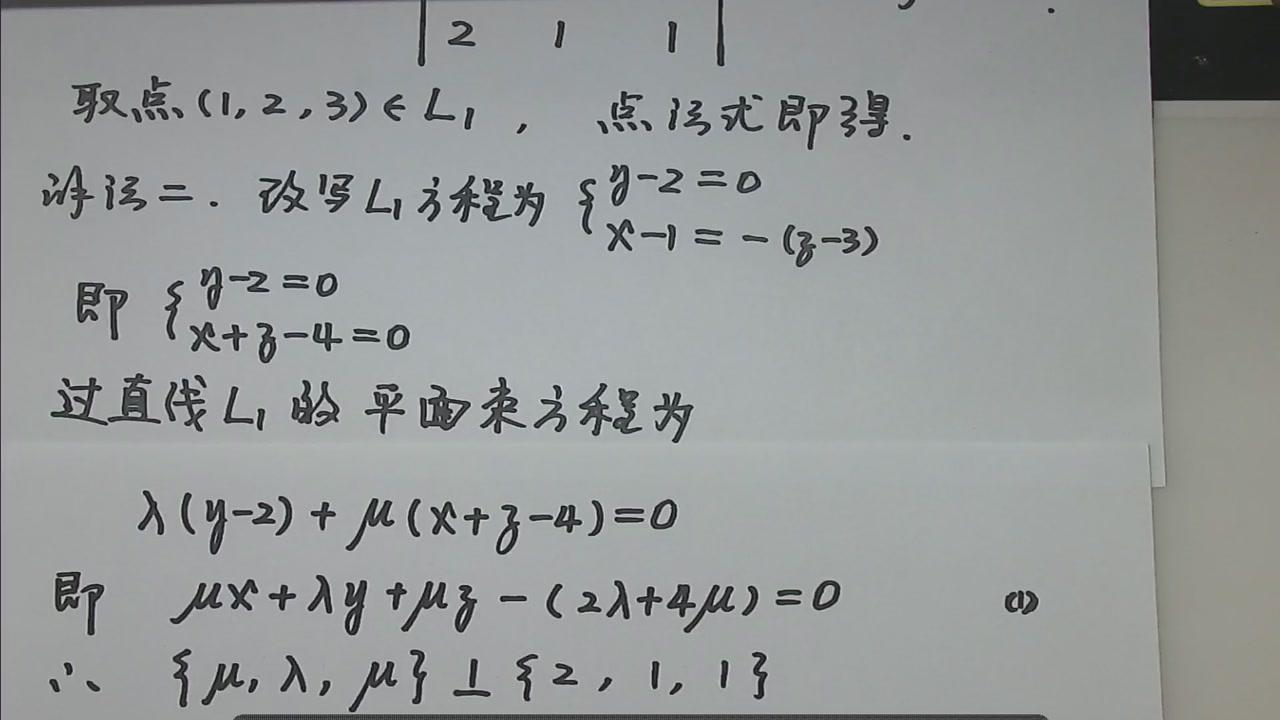 | 2 1 1 |
取点(1,2,3)∈L₁, 点法式即得.
解法二. 改写L₁方程为 { y-2=0
x-1=-(z-3)
即 { y-2=0
x+z-4=0
过直线L₁的平面束方程为
λ(y-2)+μ(x+z-4)=0
即 μx+λy+μz-(2λ+4μ)=0 (1)
∴ {μ, λ, μ}⊥{2, 1, 1}